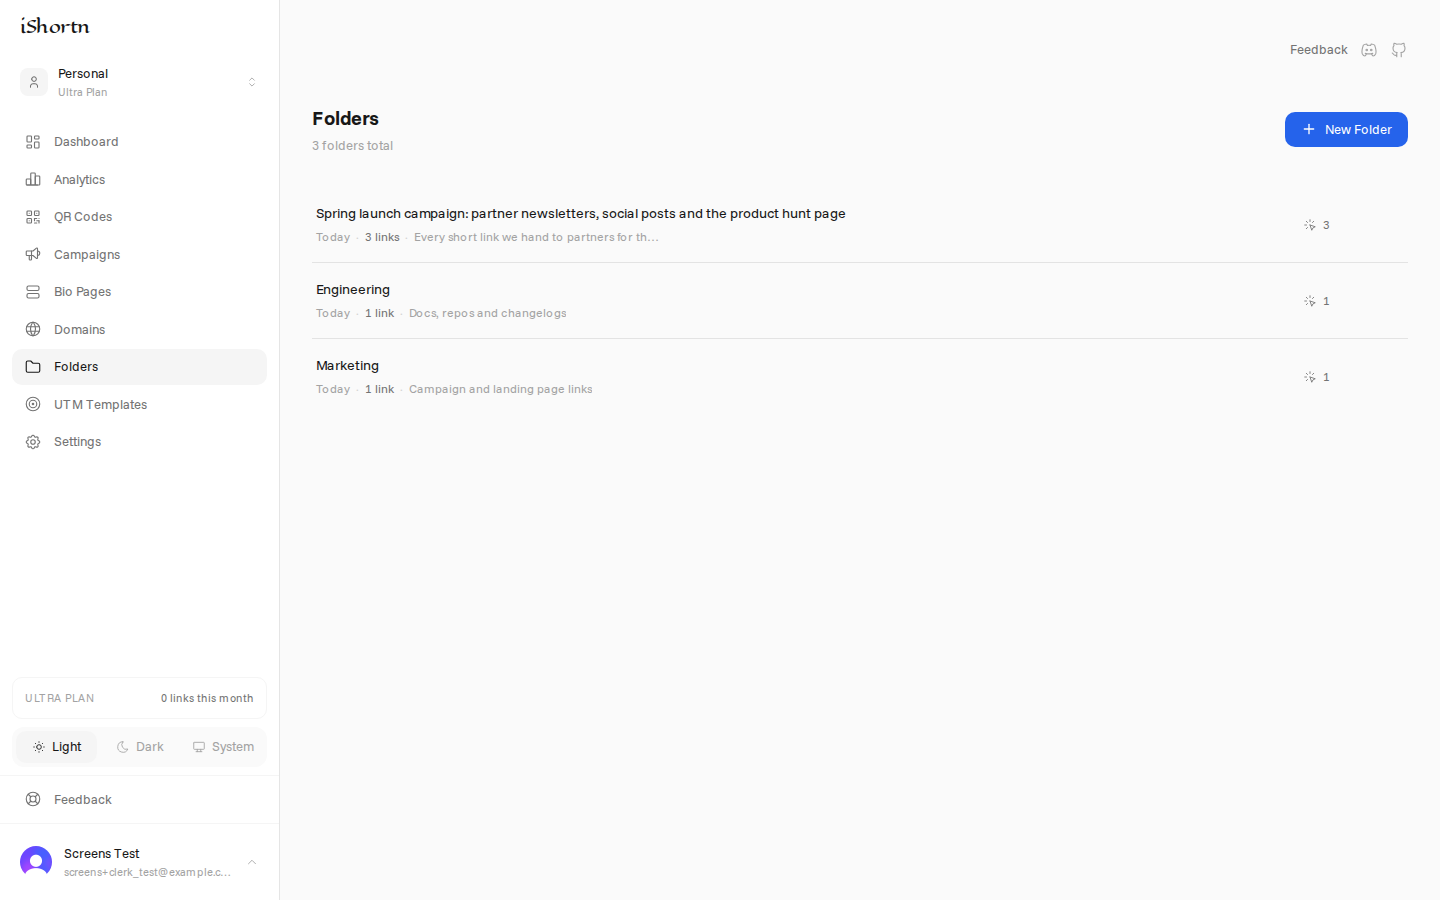 iShortn
Personal
Ultra Plan
Dashboard
Analytics
QR Codes
Campaigns
Bio Pages
Domains
Folders
UTM Templates
Settings
ULTRA PLAN 0 links this month
Light Dark System
Feedback
Screens Test
screens+clerk_test@example.c...
Feedback
Folders
3 folders total
New Folder
Spring launch campaign: partner newsletters, social posts and the product hunt page
Today · 3 links · Every short link we hand to partners for th...
3
Engineering
Today · 1 link · Docs, repos and changelogs
1
Marketing
Today · 1 link · Campaign and landing page links
1